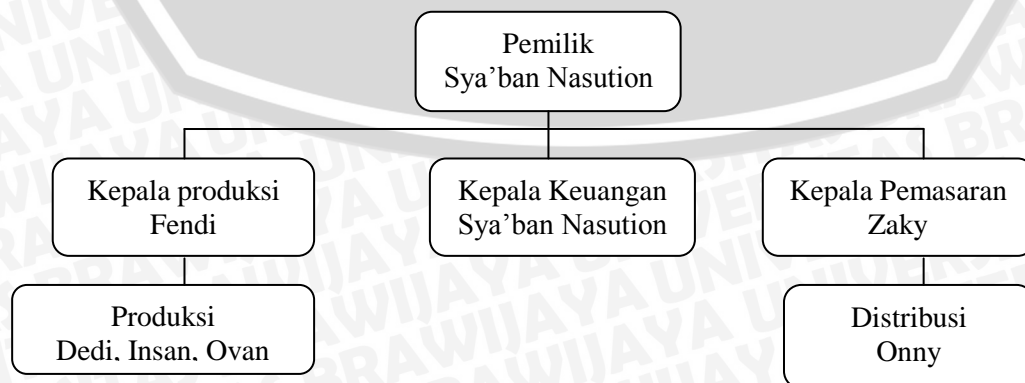 Pemilik
Sya’ban Nasution
Kepala produksi
Fendi
Kepala Keuangan
Sya’ban Nasution
Kepala Pemasaran
Zaky
Produksi
Dedi, Insan, Ovan
Distribusi
Onny